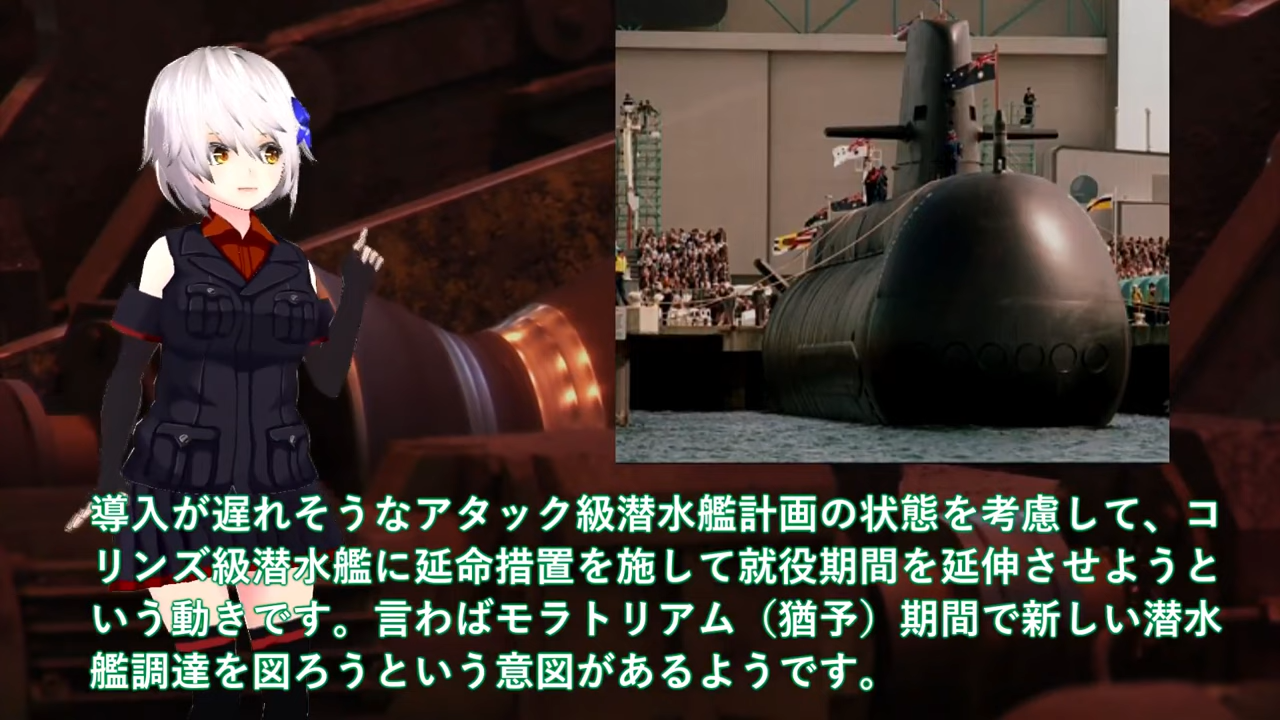 導入が遅れそうなアタック級潜水艦計画の状態を考慮して、コ
リンズ級潜水艦に延命措置を施して就役期間を延伸させようと
いう動きです。言わばモラトリアム（猶予）期間で新しい潜水
艦調達を図ろうという意図があるようです。